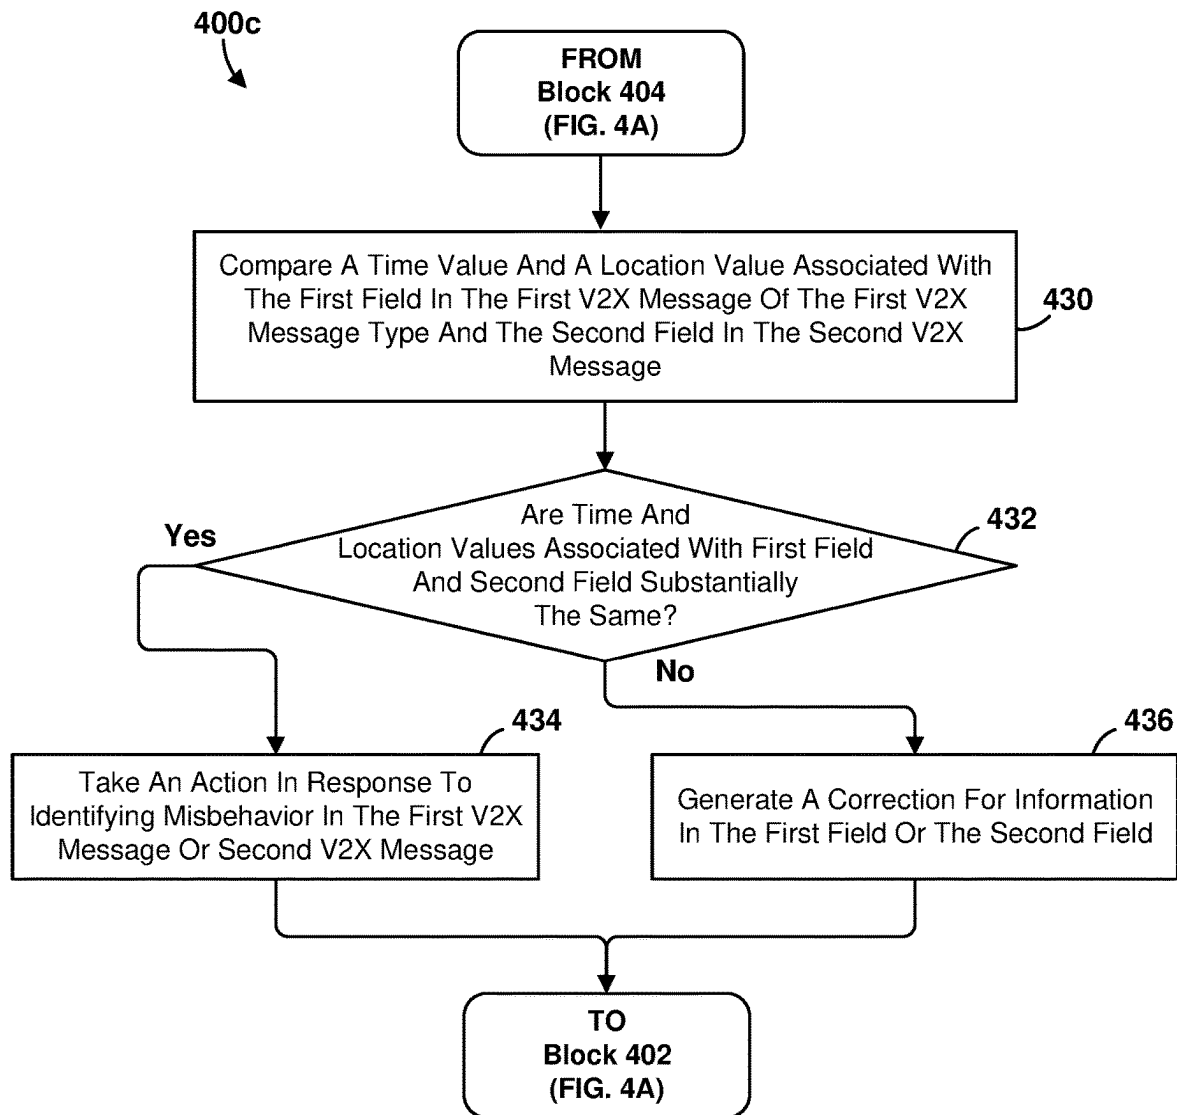 400c
FROM
Block 404
(FIG. 4A)
Compare A Time Value And A Location Value Associated With
The First Field In The First V2X Message Of The First V2X
Message Type And The Second Field In The Second V2X
Message
430
Are Time And
Location Values Associated With First Field
And Second Field Substantially
The Same?
432
Yes
No
434
Take An Action In Response To
Identifying Misbehavior In The First V2X
Message Or Second V2X Message
436
Generate A Correction For Information
In The First Field Or The Second Field
TO
Block 402
(FIG. 4A)